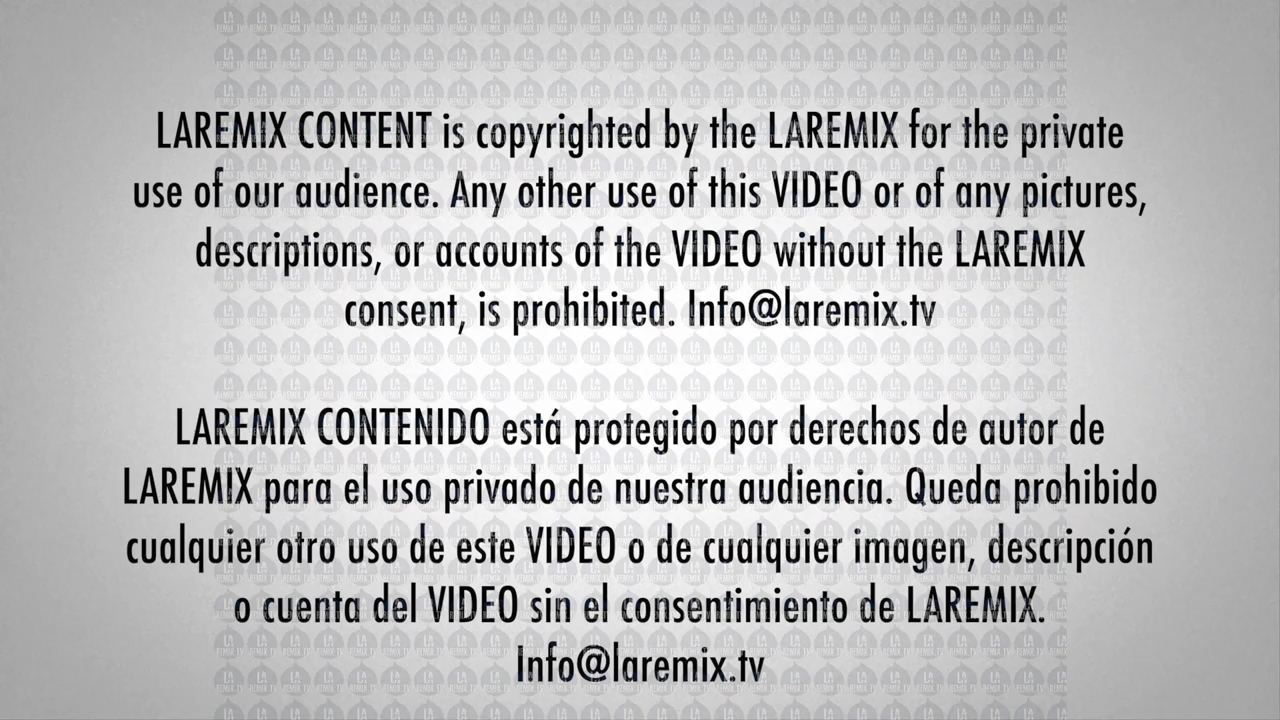 LAREMIX CONTENT is copyrighted by the LAREMIX for the private
use of our audience. Any other use of this VIDEO or of any pictures,
descriptions, or accounts of the VIDEO without the LAREMIX
consent, is prohibited. Info@laremix.tv
LAREMIX CONTENIDO está protegido por derechos de autor de
LAREMIX para el uso privado de nuestra audiencia. Queda prohibido
cualquier otro uso de este VIDEO o de cualquier imagen, descripción
o cuenta del VIDEO sin el consentimiento de LAREMIX.
Info@laremix.tv